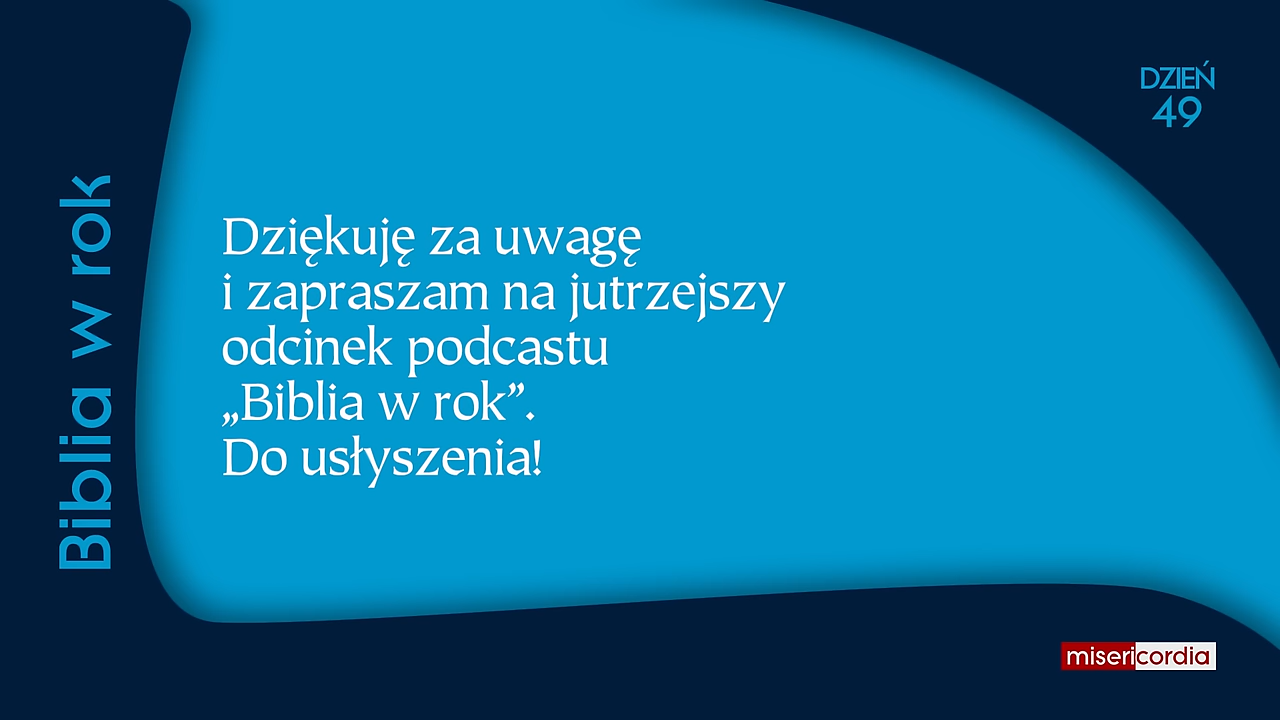 Biblia w rok
DZIEŃ
49
Dziękuję za uwagę
i zapraszam na jutrzejszy
odcinek podcastu
„Biblia w rok”.
Do usłyszenia!
misericordia